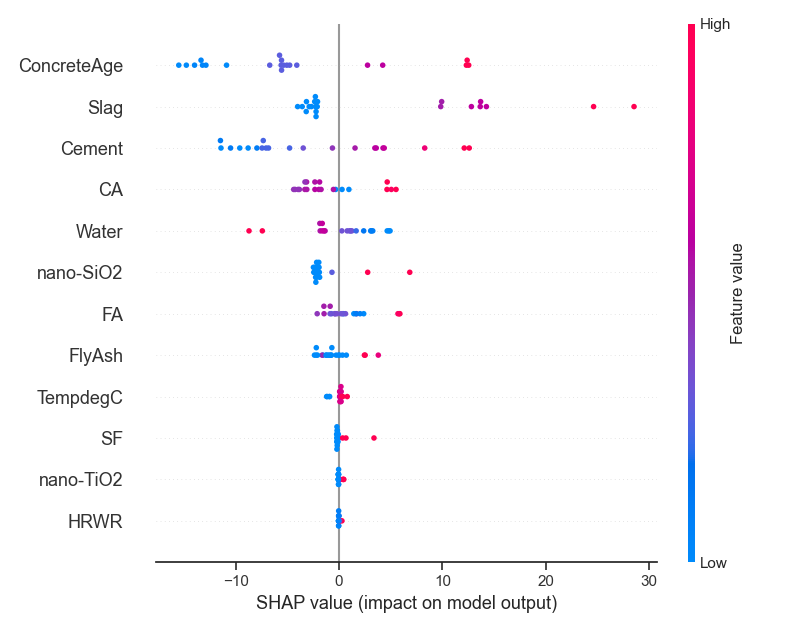 High
ConcreteAge
Slag
Cement
CA
Water
nano-SiO2
FA
FlyAsh
TempdegC
SF
nano-TiO2
HRWR
Feature value
Low
−10 0 10 20 30
SHAP value (impact on model output)